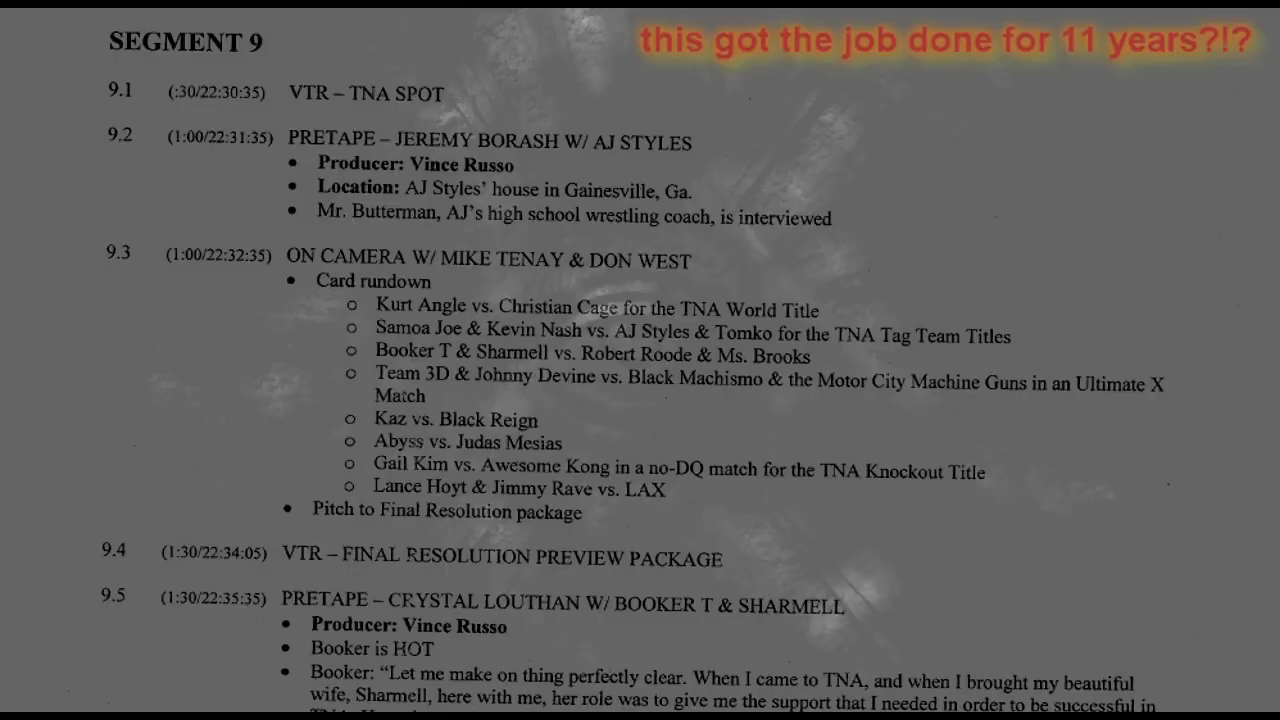 this got the job done for 11 years?!?
SEGMENT 9
9.1 (:30/22:30:35) VTR – TNA SPOT
9.2 (1:00/22:31:35) PRETAPE – JEREMY BORASH W/ AJ STYLES
• Producer: Vince Russo
• Location: AJ Styles' house in Gainesville, Ga.
• Mr. Butterman, AJ's high school wrestling coach, is interviewed
9.3 (1:00/22:32:35) ON CAMERA W/ MIKE TENAY & DON WEST
• Card rundown
o Kurt Angle vs. Christian Cage for the TNA World Title
o Samoa Joe & Kevin Nash vs. AJ Styles & Tomko for the TNA Tag Team Titles
o Booker T & Sharmell vs. Robert Roode & Ms. Brooks
o Team 3D & Johnny Devine vs. Black Machismo & the Motor City Machine Guns in an Ultimate X
Match
o Kaz vs. Black Reign
o Abyss vs. Judas Mesias
o Gail Kim vs. Awesome Kong in a no-DQ match for the TNA Knockout Title
o Lance Hoyt & Jimmy Rave vs. LAX
• Pitch to Final Resolution package
9.4 (1:30/22:34:05) VTR – FINAL RESOLUTION PREVIEW PACKAGE
9.5 (1:30/22:35:35) PRETAPE – CRYSTAL LOUTHAN W/ BOOKER T & SHARMELL
• Producer: Vince Russo
• Booker is HOT
• Booker: "Let me make on thing perfectly clear. When I came to TNA, and when I brought my beautiful
wife, Sharmell, here with me, her role was to give me the support that I needed in order to be successful in